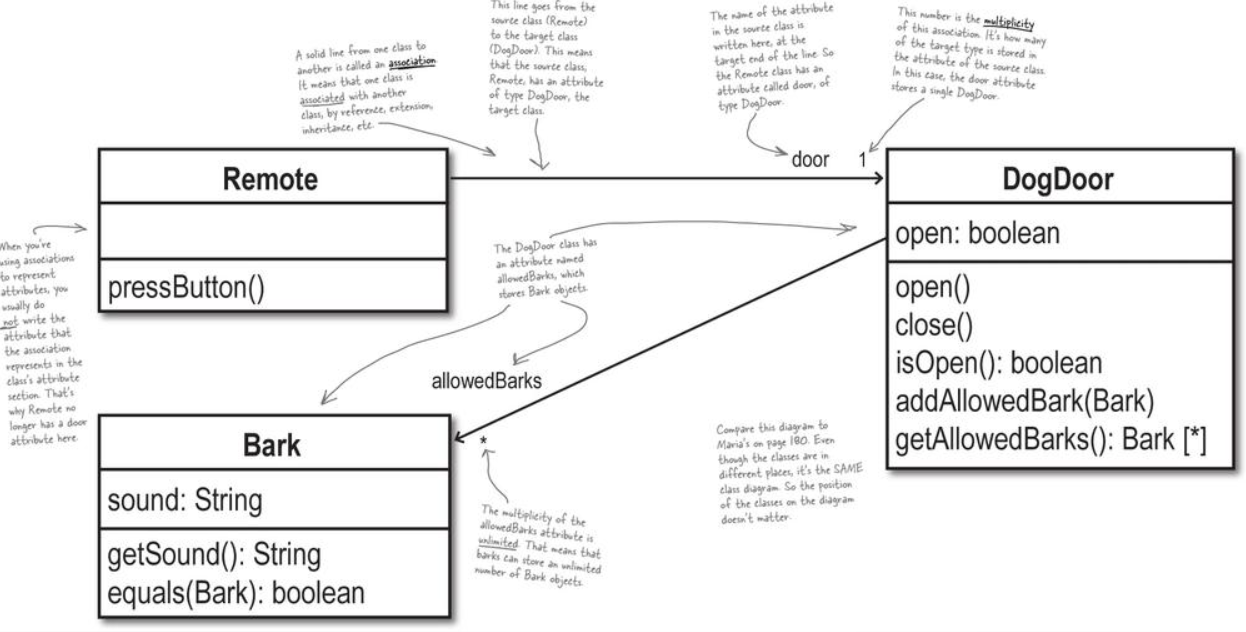 This line goes from the
source class (Remote)
to the target class
(DogDoor). This means
that the source class,
Remote, has an attribute
of type DogDoor, the
target class.
The name of the attribute
in the source class is
written here, at the
target end of the line. So
the Remote class has an
attribute called door, of
type DogDoor.
This number is the multiplicity
of this association. It's how many
of the target type is stored in
the attribute of the source class.
In this case, the door attribute
stores a single DogDoor.
A solid line from one class to
another is called an association.
It means that one class is
associated with another
class, by reference, extension,
inheritance, etc.
door 1
Remote
pressButton()
DogDoor
open: boolean
open()
close()
isOpen(): boolean
addAllowedBark(Bark)
getAllowedBarks(): Bark [*]
When you're
using associations
to represent
attributes, you
usually do
not write the
attribute that
the association
represents in the
class's attribute
section. That's
why Remote no
longer has a door
attribute here.
The DogDoor class has
an attribute named
allowedBarks, which
stores Bark objects.
allowedBarks
*
Bark
sound: String
getSound(): String
equals(Bark): boolean
The multiplicity of the
allowedBarks attribute is
unlimited. That means that
barks can store an unlimited
number of Bark objects.
Compare this diagram to
Maria's on page 180. Even
though the classes are in
different places, it's the SAME
class diagram. So the position
of the classes on the diagram
doesn't matter.